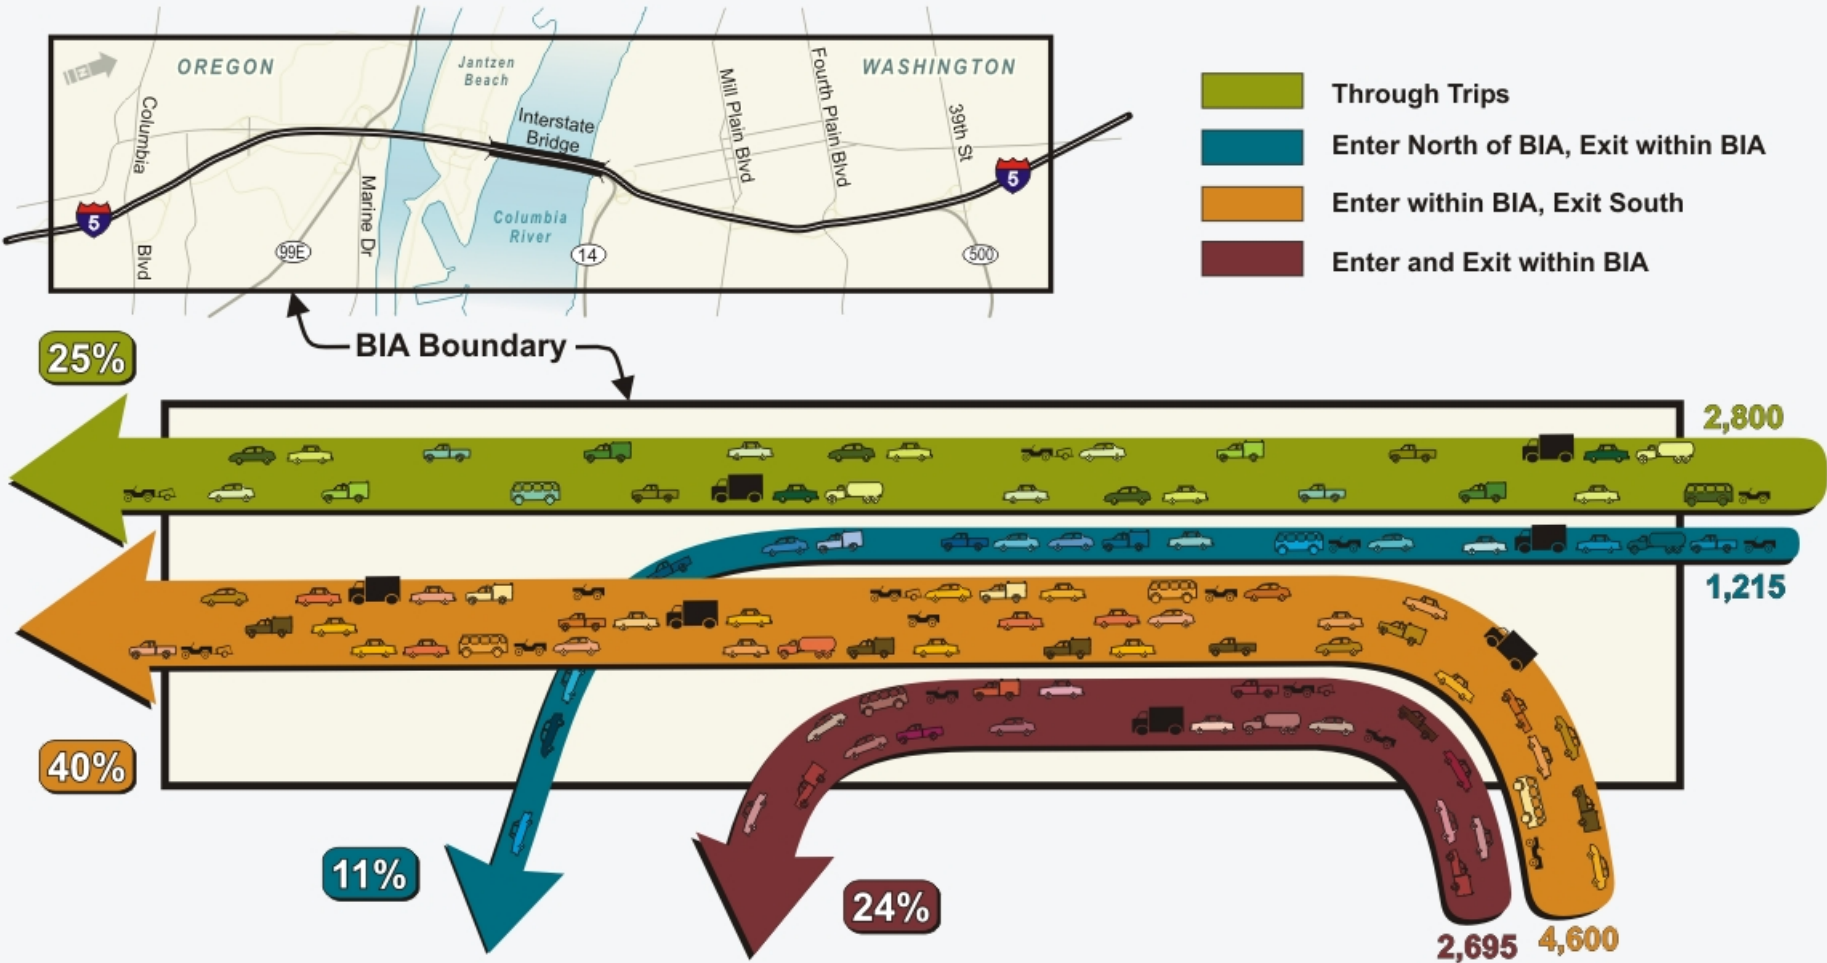 OREGON
Jantzen
Beach
WASHINGTON
Columbia
Blvd
Interstate
Bridge
Mill Plain Blvd
Fourth Plain Blvd
39th St
Marine Dr
Columbia
River
5
5
99E
14
500
Through Trips
Enter North of BIA, Exit within BIA
Enter within BIA, Exit South
Enter and Exit within BIA
BIA Boundary
25%
2,800
1,215
40%
11%
24%
2,695
4,600